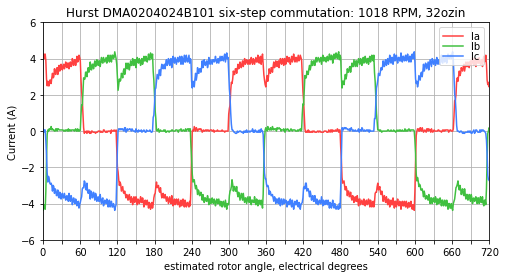 Hurst DMA0204024B101 six-step commutation: 1018 RPM, 32ozin
Current (A)
6
4
2
0
−2
−4
−6
Ia
Ib
Ic
0 60 120 180 240 300 360 420 480 540 600 660 720
estimated rotor angle, electrical degrees